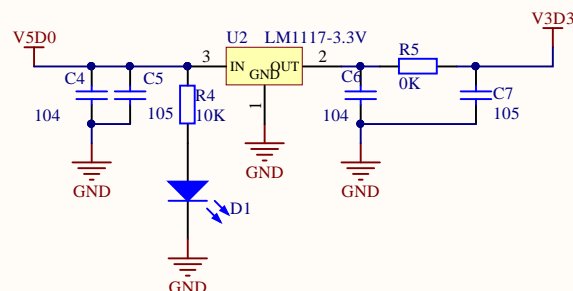 V5D0
V3D3
U2 LM1117-3.3V
3 IN OUT 2
GND
1
C4
C5
104
105
R4
10K
C6
R5
0K
C7
104
105
GND
GND
GND
D1
GND